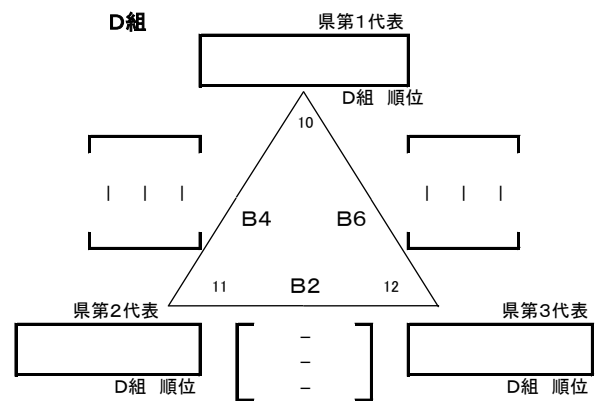 D組
県第1代表
D組 順位
10
| | |
| | |
B4
B6
11
B2
12
県第2代表
県第3代表
-
-
-
D組 順位
D組 順位